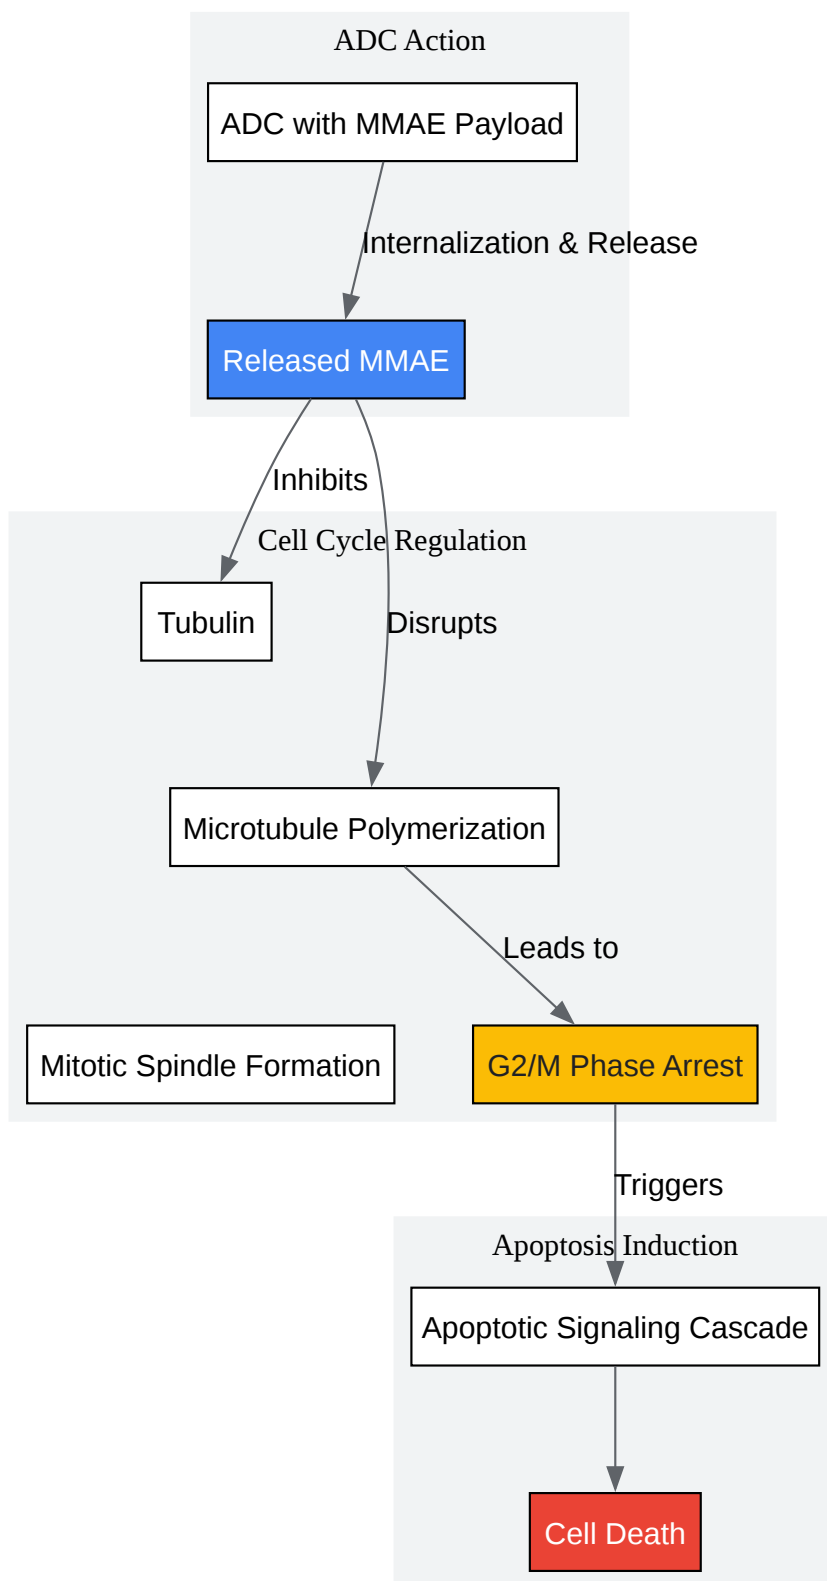 ADC Action
ADC with MMAE Payload
Internalization & Release
Released MMAE
Inhibits
Cell Cycle Regulation
Tubulin
Disrupts
Microtubule Polymerization
Leads to
Mitotic Spindle Formation
G2/M Phase Arrest
Triggers
Apoptosis Induction
Apoptotic Signaling Cascade
Cell Death